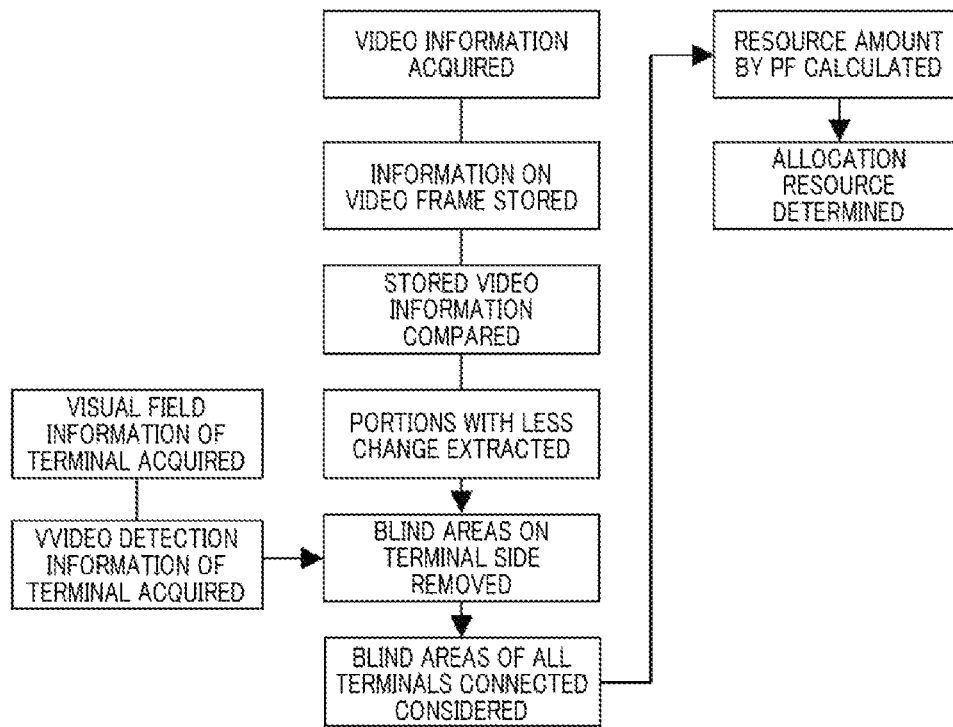 VIDEO INFORMATION
ACQUIRED
INFORMATION ON
VIDEO FRAME STORED
STORED VIDEO
INFORMATION
COMPARED
PORTIONS WITH LESS
CHANGE EXTRACTED
VISUAL FIELD
INFORMATION OF
TERMINAL ACQUIRED
VVIDEO DETECTION
INFORMATION OF
TERMINAL ACQUIRED
BLIND AREAS ON
TERMINAL SIDE
REMOVED
BLIND AREAS OF ALL
TERMINALS CONNECTED
CONSIDERED
RESOURCE AMOUNT
BY PF CALCULATED
ALLOCATION
RESOURCE
DETERMINED